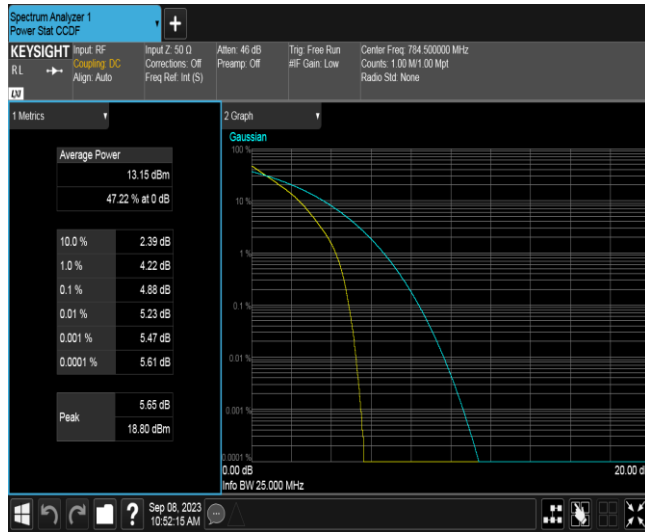 Spectrum Analyzer 1
Power Stat CCDF
KEYSIGHT
Input: RF
Coupling: DC
Align: Auto
Input Z: 50 Ω
Corrections: Off
Freq Ref: Int (S)
Atten: 46 dB
Preamp: Off
Trig: Free Run
#IF Gain: Low
Center Freq: 784.500000 MHz
Counts: 1.00 M/1.00 Mpt
Radio Std: None
R L
LXI
1 Metrics
Average Power
13.15 dBm
47.22 % at 0 dB
10.0 % 2.39 dB
1.0 % 4.22 dB
0.1 % 4.88 dB
0.01 % 5.23 dB
0.001 % 5.47 dB
0.0001 % 5.61 dB
Peak
5.65 dB
18.80 dBm
2 Graph
Gaussian
100 %
10 %
1 %
0.1 %
0.01 %
0.001 %
0.0001 %
0.00 dB
20.00 d
Info BW 25.000 MHz
Sep 08, 2023
10:52:15 AM